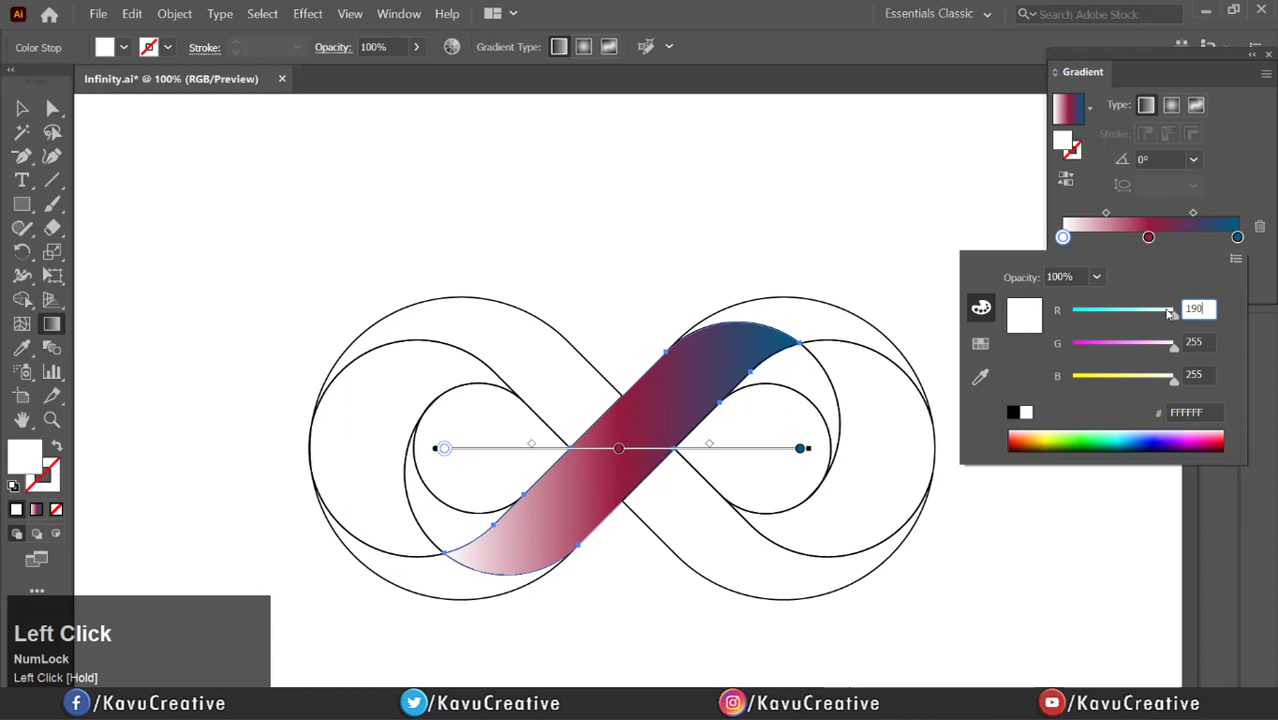 Ai File Edit Object Type Select Effect View Window Help Essentials Classic Search Adobe Stock
Color Stop Stroke: Opacity: 100% Gradient Type:
Infinity.ai* @ 100% (RGB/Preview)
Gradient
Type:
Stroke:
0°
Opacity: 100%
R 190
G 255
B 255
# FFFFFF
T
Left Click
NumLock
Left Click [Hold]
/KavuCreative /KavuCreative /KavuCreative /KavuCreative